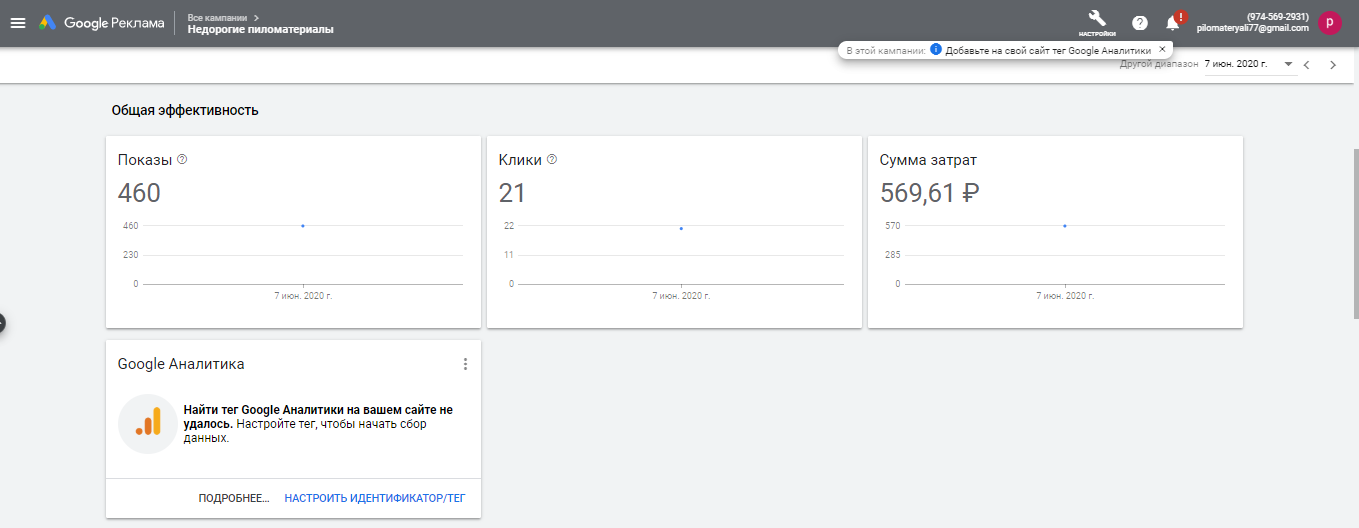 Google Реклама
Все кампании
Недорогие пиломатериалы
НАСТРОЙКИ
?
!
(974-569-2931)
pilomateryali77@gmail.com
p
В этой кампании: Добавьте на свой сайт тег Google Аналитики ×
Другой диапазон 7 июн. 2020 г.
Общая эффективность
Показы
460
460
230
0
7 июн. 2020 г.
Клики
21
22
11
0
7 июн. 2020 г.
Сумма затрат
569,61 ₽
570
285
0
7 июн. 2020 г.
Google Аналитика
Найти тег Google Аналитики на вашем сайте не
удалось. Настройте тег, чтобы начать сбор
данных.
ПОДРОБНЕЕ... НАСТРОИТЬ ИДЕНТИФИКАТОР/ТЕГ